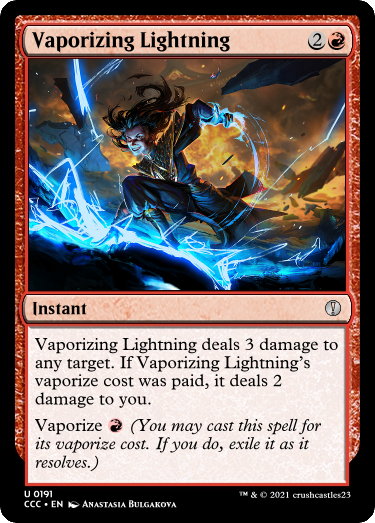 Vaporizing Lightning 2
Instant
Vaporizing Lightning deals 3 damage to
any target. If Vaporizing Lightning's
vaporize cost was paid, it deals 2
damage to you.
Vaporize (You may cast this spell for
its vaporize cost. If you do, exile it as it
resolves.)
U 0191
CCC • EN Anastasia Bulgakova
™ & © 2021 crushcastles23